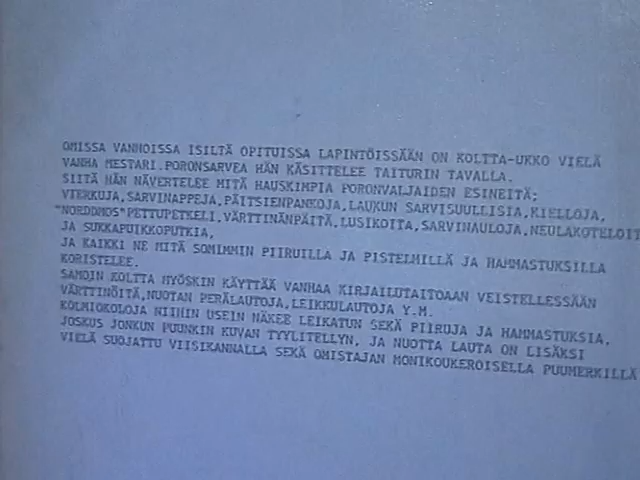 OMISSA VANHOISSA ISILTÄ OPITUISSA LAPINTÖISSÄÄN ON KOLTTA-UKKO VIELÄ
VANHA MESTARI. PORONSARVEA HÄN KÄSITTELEE TAITURIN TAVALLA.
SIITÄ HÄN NÄVERTELEE MITÄ HAUSKIMPIA PORONVALJAIDEN ESINEITÄ;
VIERKUJA, SARVINAPPEJA, PÄITSIENPANKOJA, LAUKUN SARVISUULLISIA, KIELLOJA,
"NORDDMOS" PETTUPETKELI, VÄRTTINÄNPÄITÄ, LUSIKOITA, SARVINAULOJA, NEULAKOTELOIT
JA SUKKAPUIKKOPUTKIA,
JA KAIKKI NE MITÄ SOMIMMIN PIIRUILLA JA PISTELMILLÄ JA HAMMASTUKSILLA
KORISTELEE.
SAMOIN KOLTTA MYÖSKIN KÄYTTÄÄ VANHAA KIRJAILUTAITOAAN VEISTELLESSÄÄN
VÄRTTINÖITÄ, NUOTAN PERÄLAUTOJA, LEIKKULAUTOJA Y.M.
KOLMIOKOLOJA NIIHIN USEIN NÄKEE LEIKATUN SEKÄ PIIRUJA JA HAMMASTUKSIA,
JOSKUS JONKUN PUUNKIN KUVAN TYYLITELLYN, JA NUOTTA LAUTA ON LISÄKSI
VIELÄ SUOJATTU VIISIKANNALLA SEKÄ OMISTAJAN MONIKOUKEROISELLA PUUMERKILLÄ